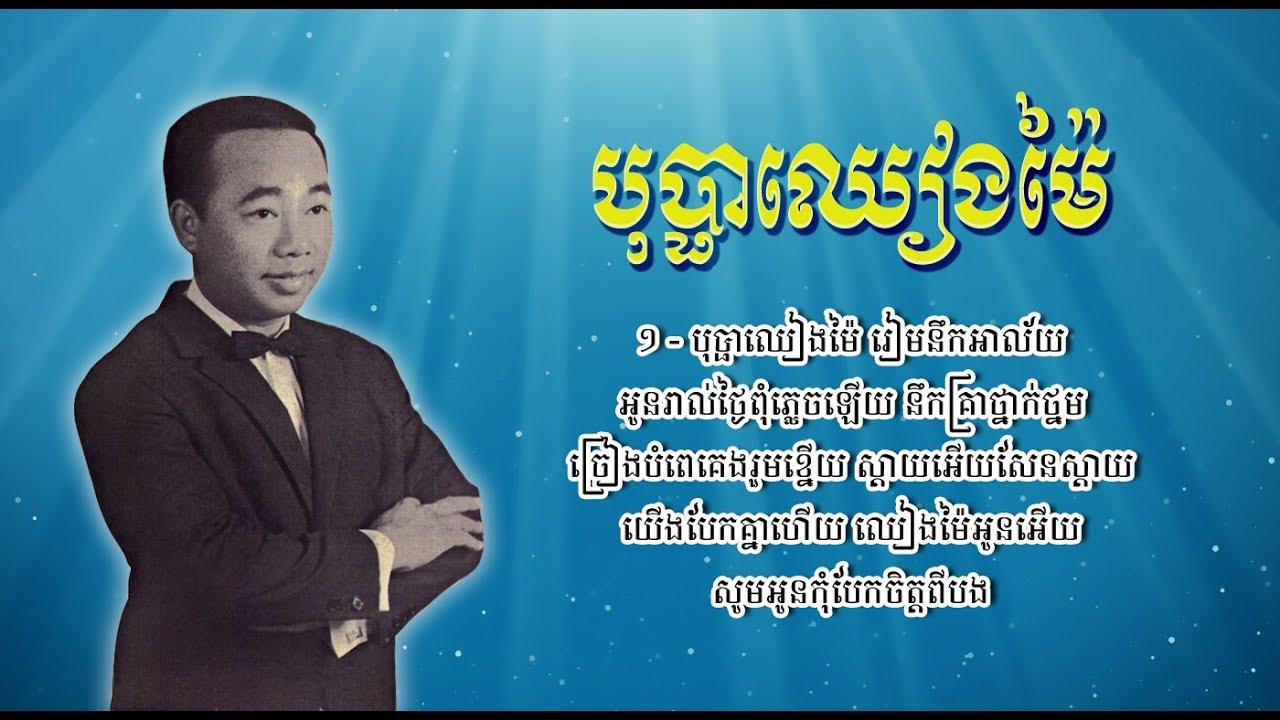 បុប្ផាឈៀងម៉ៃ
១ - បុប្ផាឈៀងម៉ៃ រៀមនឹកអាល័យ
អូនរាល់ថ្ងៃពុំភ្លេចឡើយ នឹកគ្រាថ្នាក់ថ្នម
ច្រៀងបំពេគេងរួមខ្នើយ ស្ដាយអើយសែនស្ដាយ
យើងបែកគ្នាហើយ ឈៀងម៉ៃអូនអើយ
សូមអូនកុំបែកចិត្តពីបង